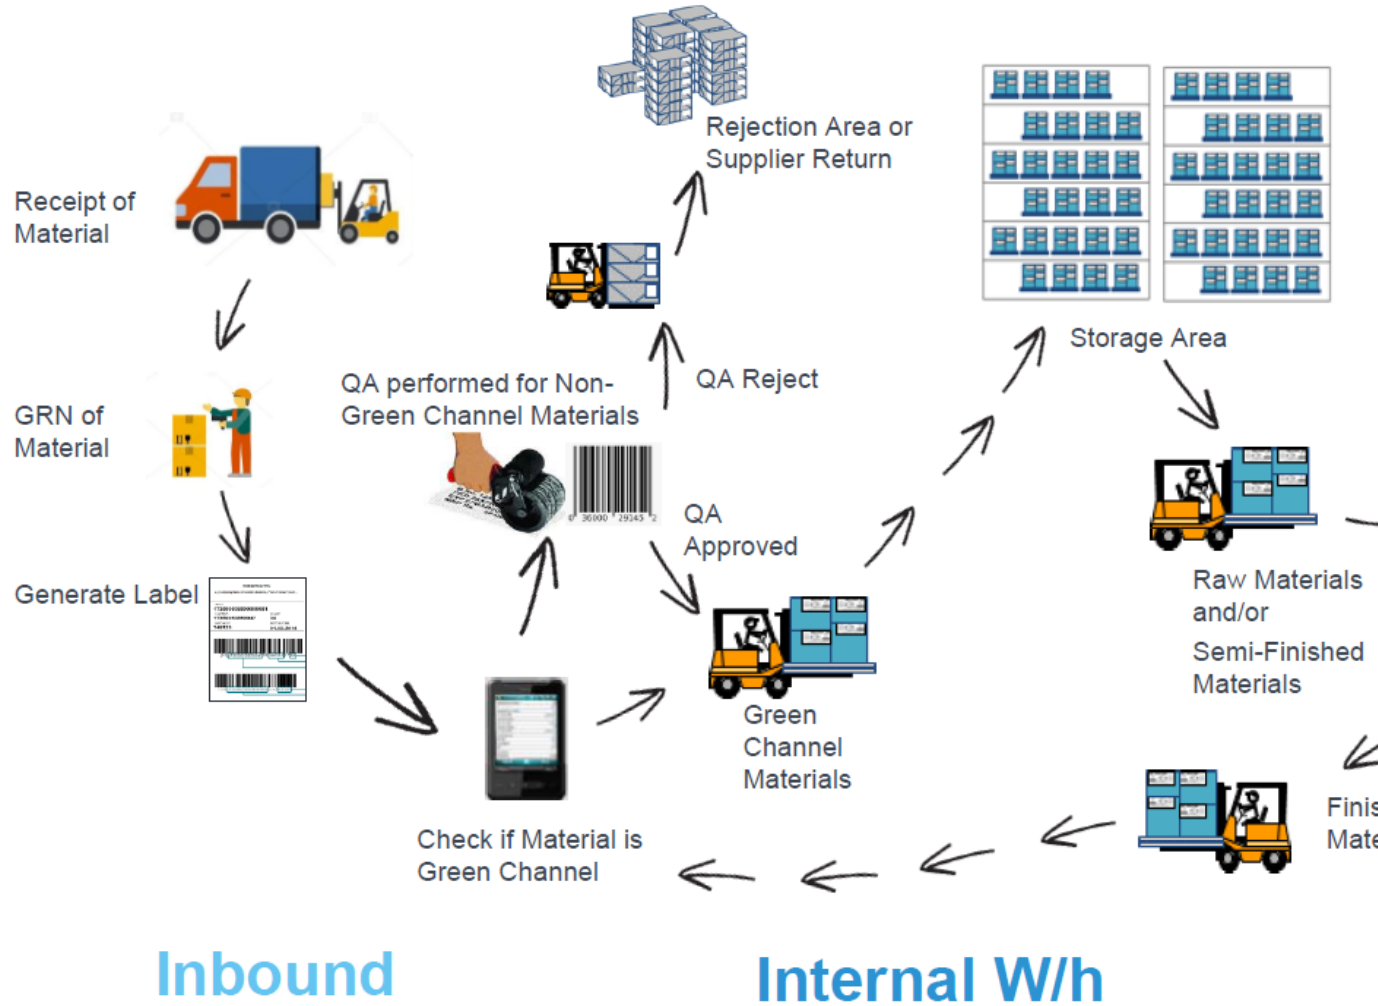 Rejection Area or
Supplier Return
Receipt of
Material
Storage Area
QA performed for Non-
Green Channel Materials
QA Reject
GRN of
Material
QA
Approved
Generate Label
Raw Materials
and/or
Semi-Finished
Materials
Green
Channel
Materials
Check if Material is
Green Channel
Inbound
Internal W/h